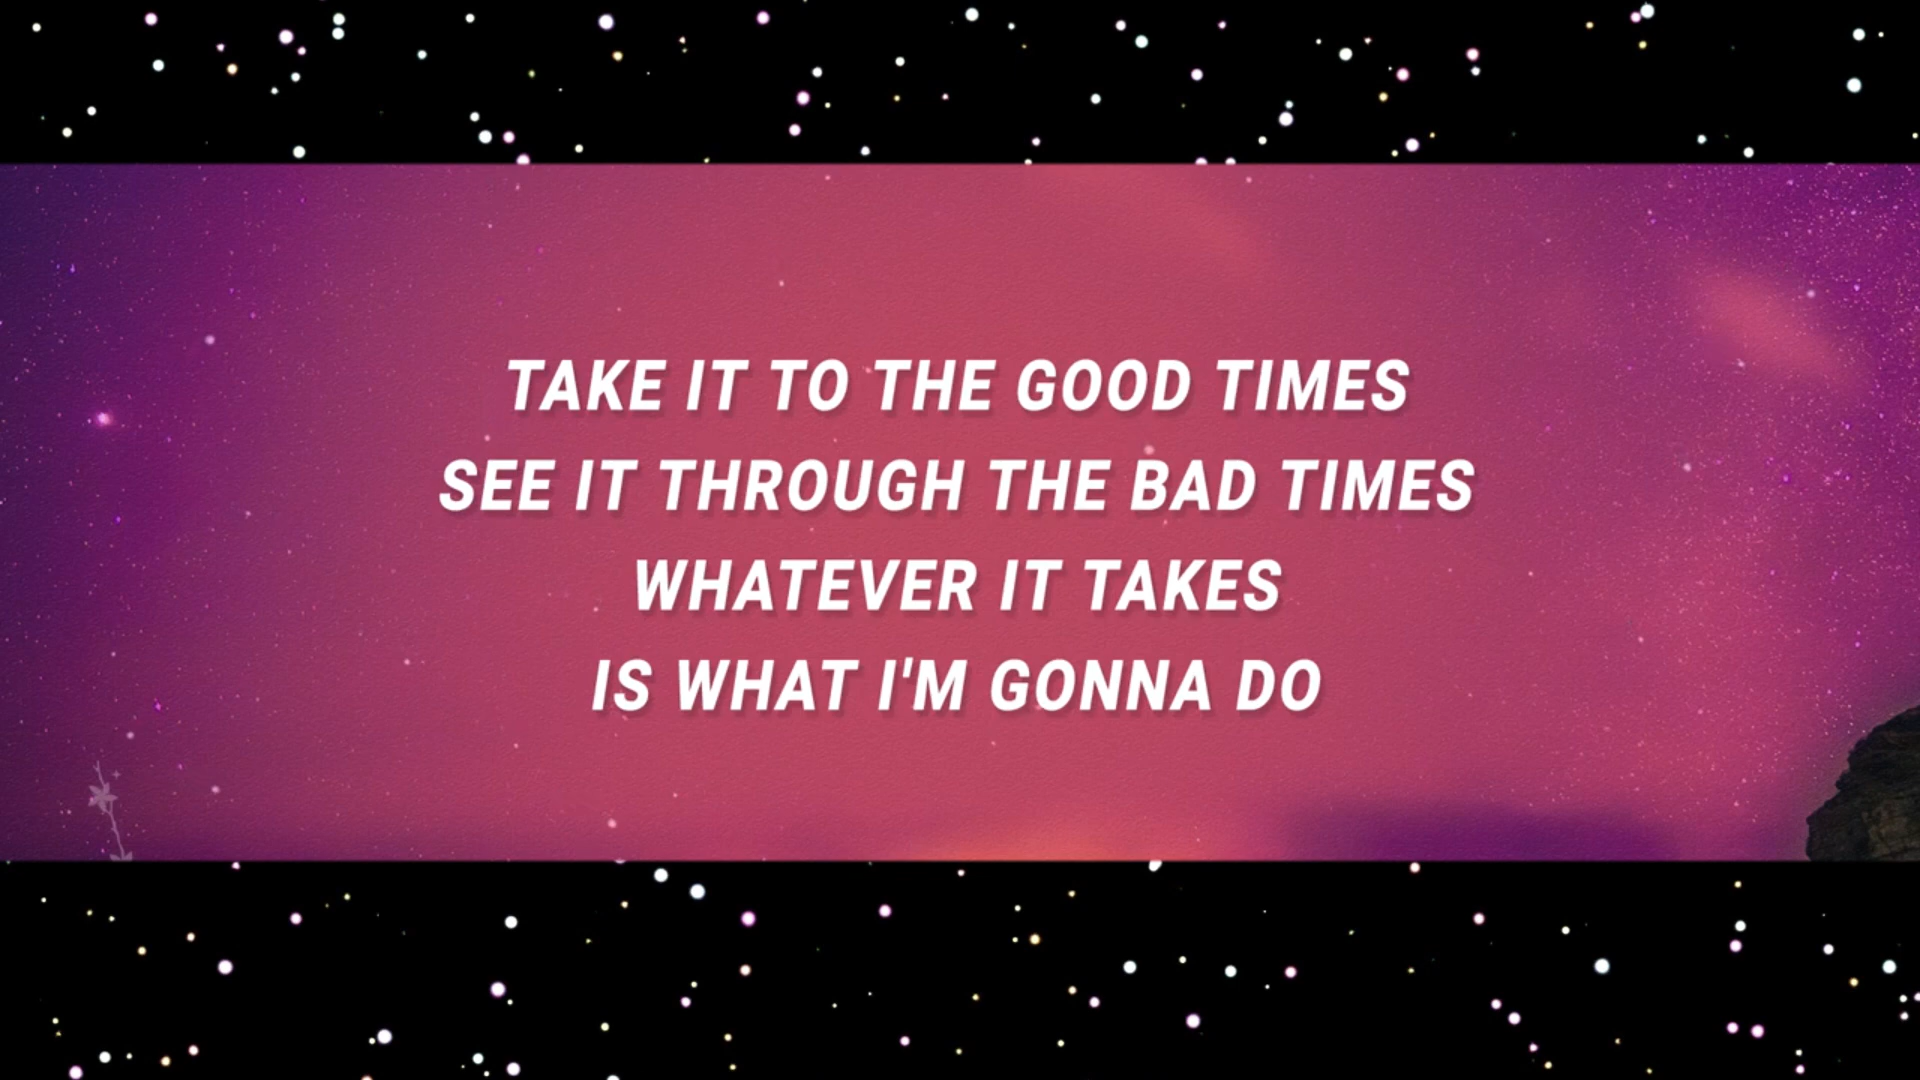 TAKE IT TO THE GOOD TIMES
SEE IT THROUGH THE BAD TIMES
WHATEVER IT TAKES
IS WHAT I'M GONNA DO